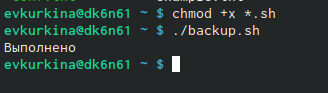 evkurkina@dk6n61 ~ $ chmod +x *.sh
evkurkina@dk6n61 ~ $ ./backup.sh
Выполнено
evkurkina@dk6n61 ~ $